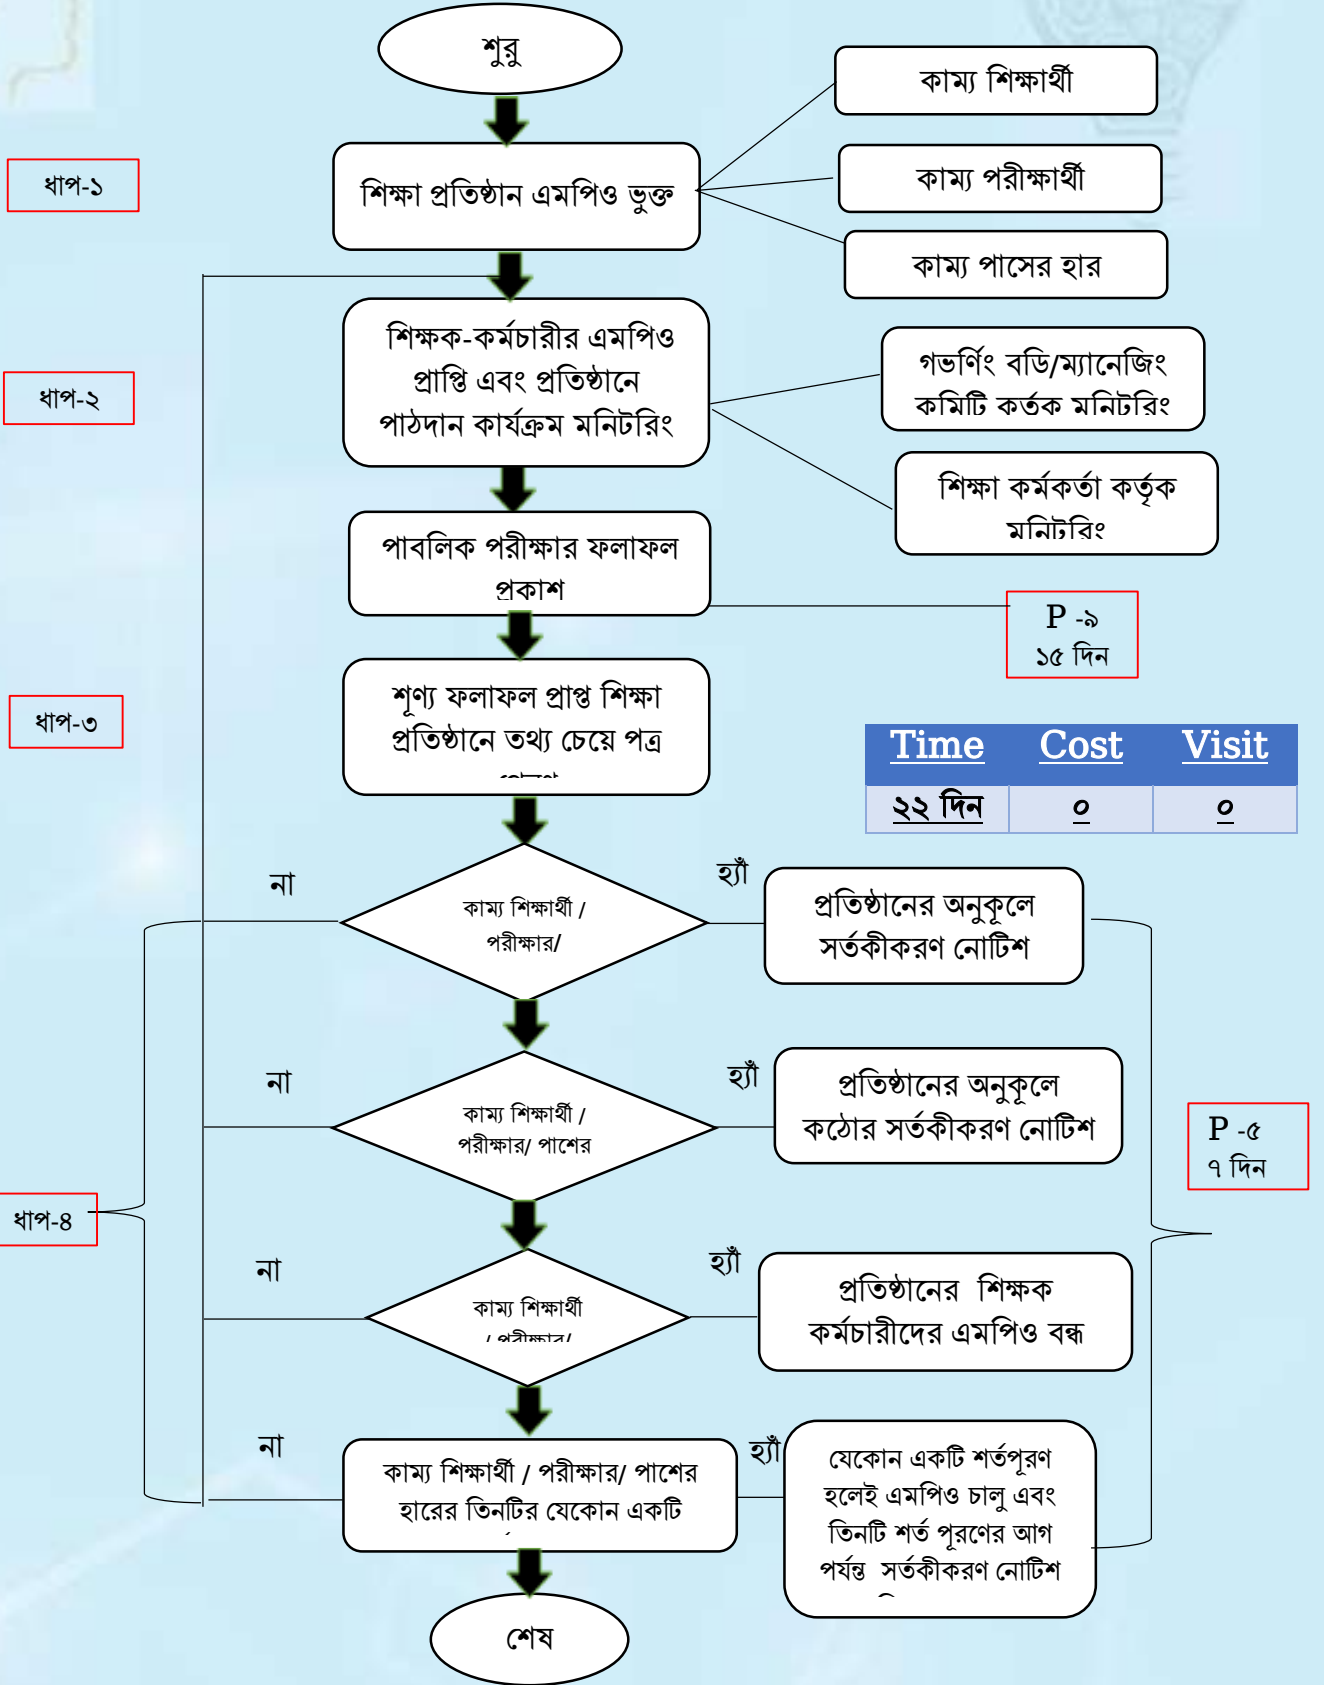 শুরু
কাম্য শিক্ষার্থী
ধাপ-১
শিক্ষা প্রতিষ্ঠান এমপিও ভুক্ত
কাম্য পরীক্ষার্থী
কাম্য পাসের হার
ধাপ-২
শিক্ষক-কর্মচারীর এমপিও
প্রাপ্তি এবং প্রতিষ্ঠানে
পাঠদান কার্যক্রম মনিটরিং
গভর্ণিং বডি/ম্যানেজিং
কমিটি কর্তক মনিটরিং
শিক্ষা কর্মকর্তা কর্তৃক
মনিটরিং
পাবলিক পরীক্ষার ফলাফল
প্রকাশ
P -৯
১৫ দিন
ধাপ-৩
শূণ্য ফলাফল প্রাপ্ত শিক্ষা
প্রতিষ্ঠানে তথ্য চেয়ে পত্র
Time Cost Visit
২২ দিন ০ ০
না
কাম্য শিক্ষার্থী /
পরীক্ষার/
হ্যাঁ
প্রতিষ্ঠানের অনুকূলে
সর্তকীকরণ নোটিশ
না
কাম্য শিক্ষার্থী /
পরীক্ষার/ পাশের
হ্যাঁ
প্রতিষ্ঠানের অনুকূলে
কঠোর সর্তকীকরণ নোটিশ
P -৫
৭ দিন
ধাপ-৪
না
কাম্য শিক্ষার্থী
/ পরীক্ষার/
হ্যাঁ
প্রতিষ্ঠানের শিক্ষক
কর্মচারীদের এমপিও বন্ধ
না
কাম্য শিক্ষার্থী / পরীক্ষার/ পাশের
হারের তিনটির যেকোন একটি
হ্যাঁ
যেকোন একটি শর্তপূরণ
হলেই এমপিও চালু এবং
তিনটি শর্ত পূরণের আগ
পর্যন্ত সর্তকীকরণ নোটিশ
শেষ